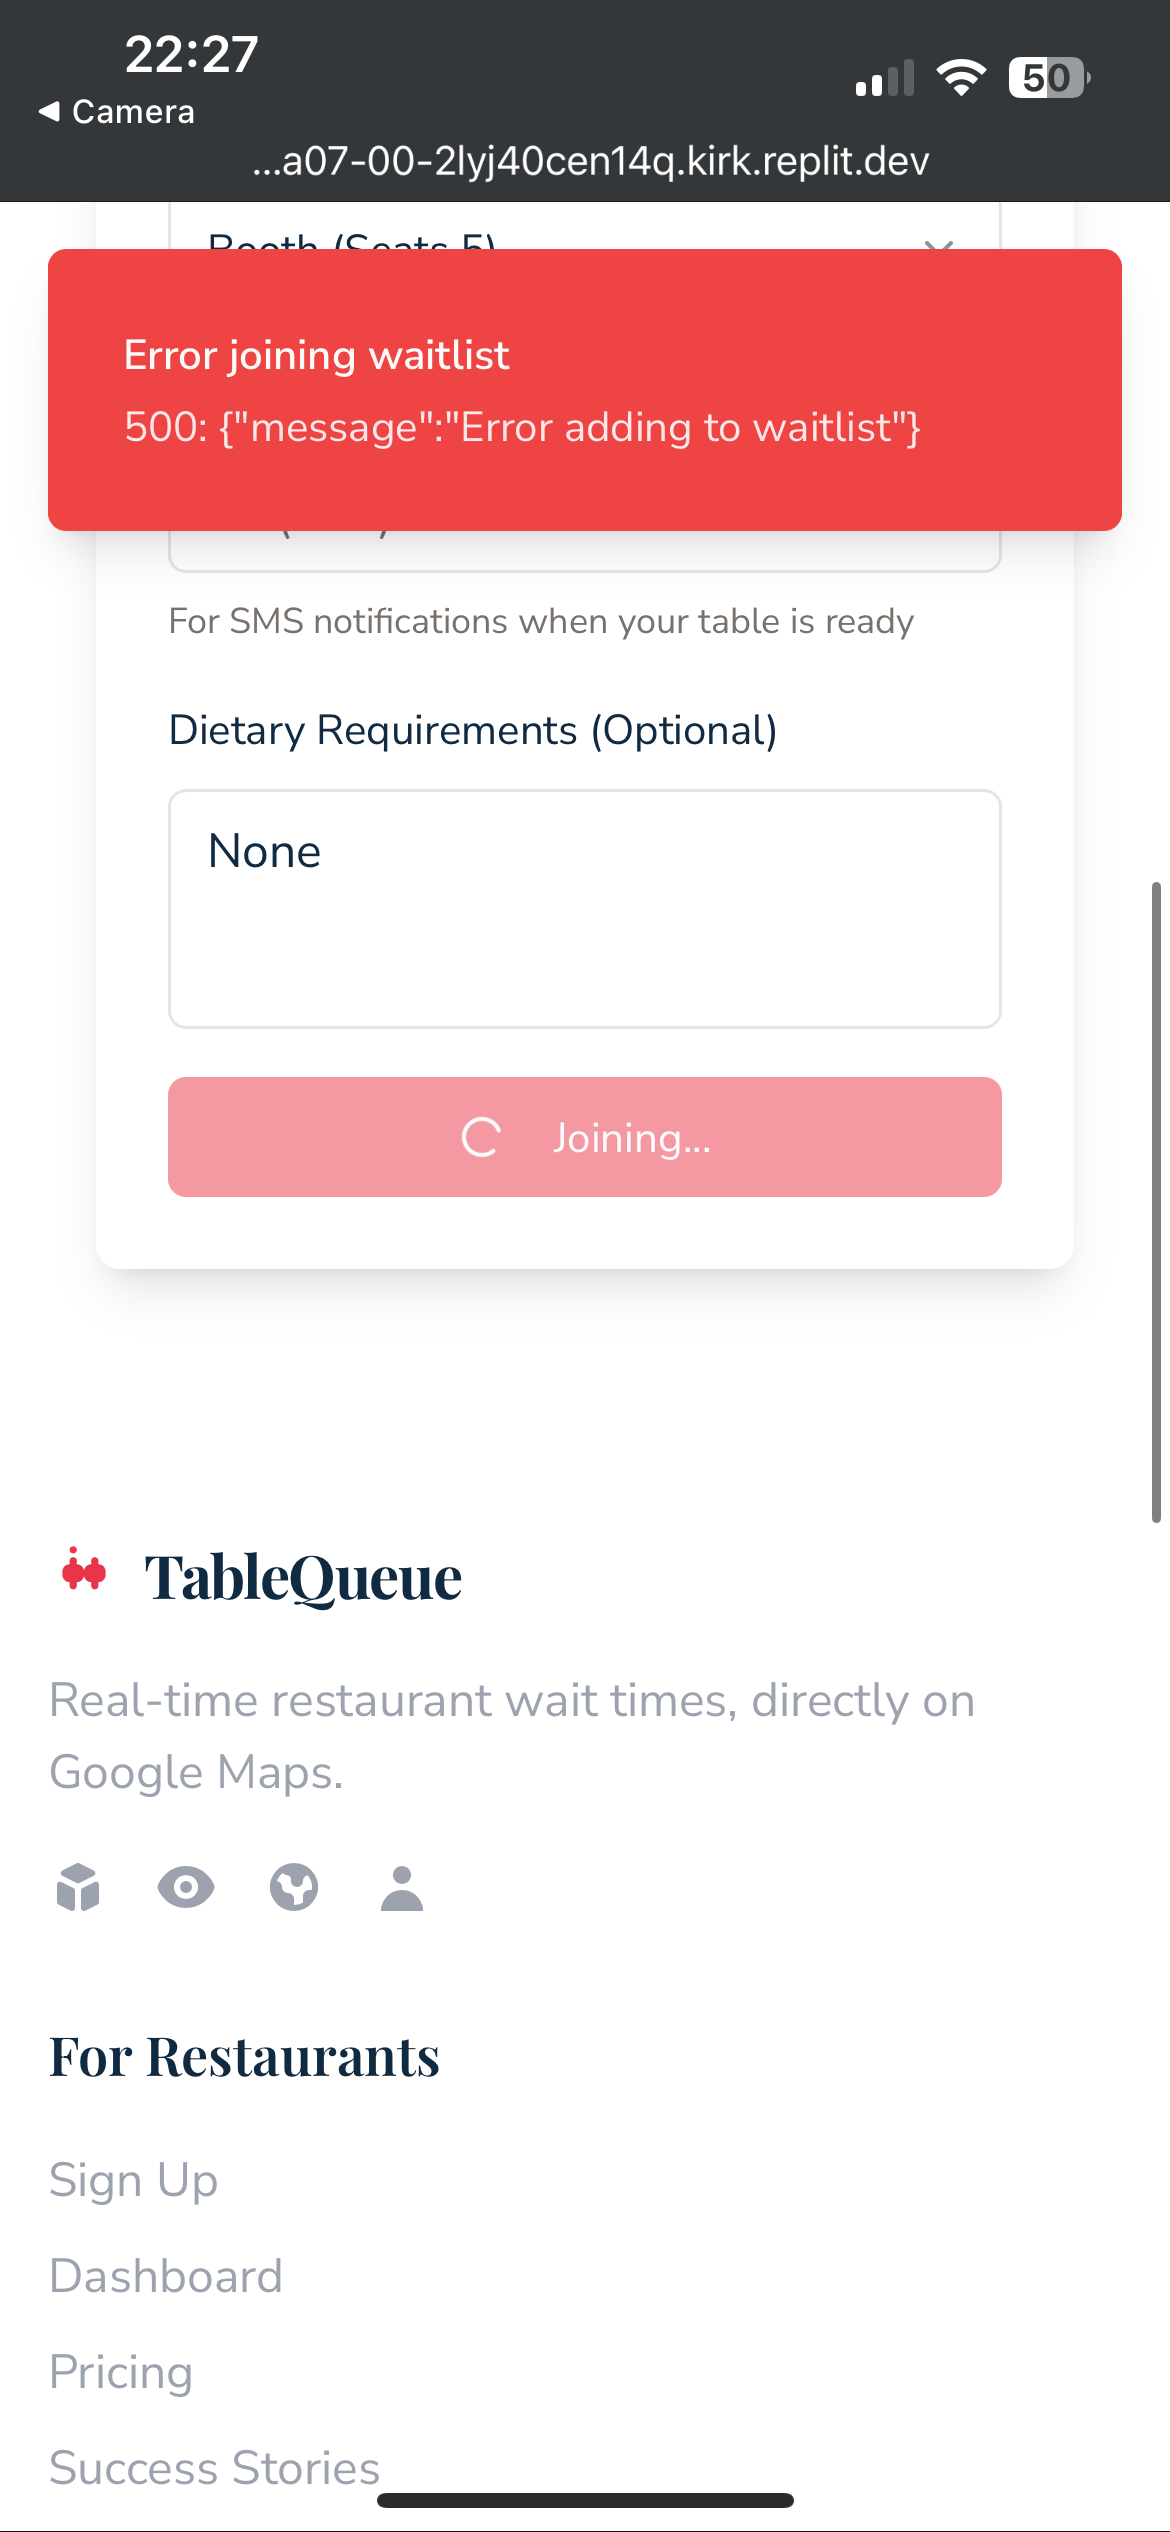 22:27
50
Camera
...a07-00-2lyj40cen14q.kirk.replit.dev
Booth (Seats 5)
Error joining waitlist
500: {"message":"Error adding to waitlist"}
For SMS notifications when your table is ready
Dietary Requirements (Optional)
None
Joining...
TableQueue
Real-time restaurant wait times, directly on
Google Maps.
For Restaurants
Sign Up
Dashboard
Pricing
Success Stories